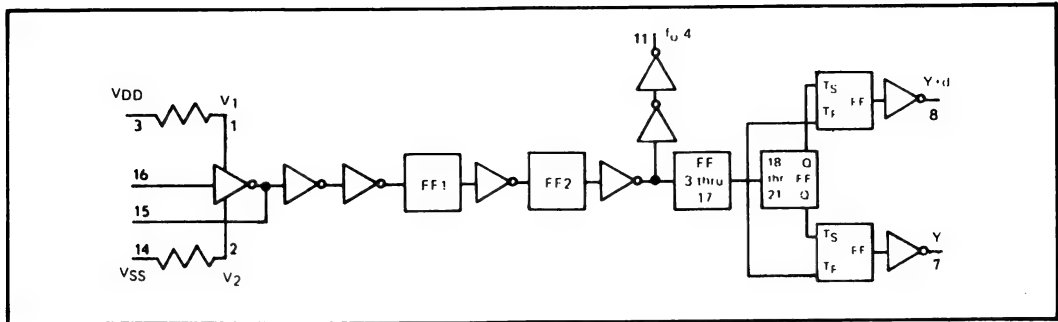 11 f₀ 4
VDD V1
3 1
16
15
14 2
VSS V2
FF1
FF2
FF
3 thru
17
18 Q
thr FF
21 Q
TS
FF
TF
Y+d
8
TS
FF
TF
Y
7